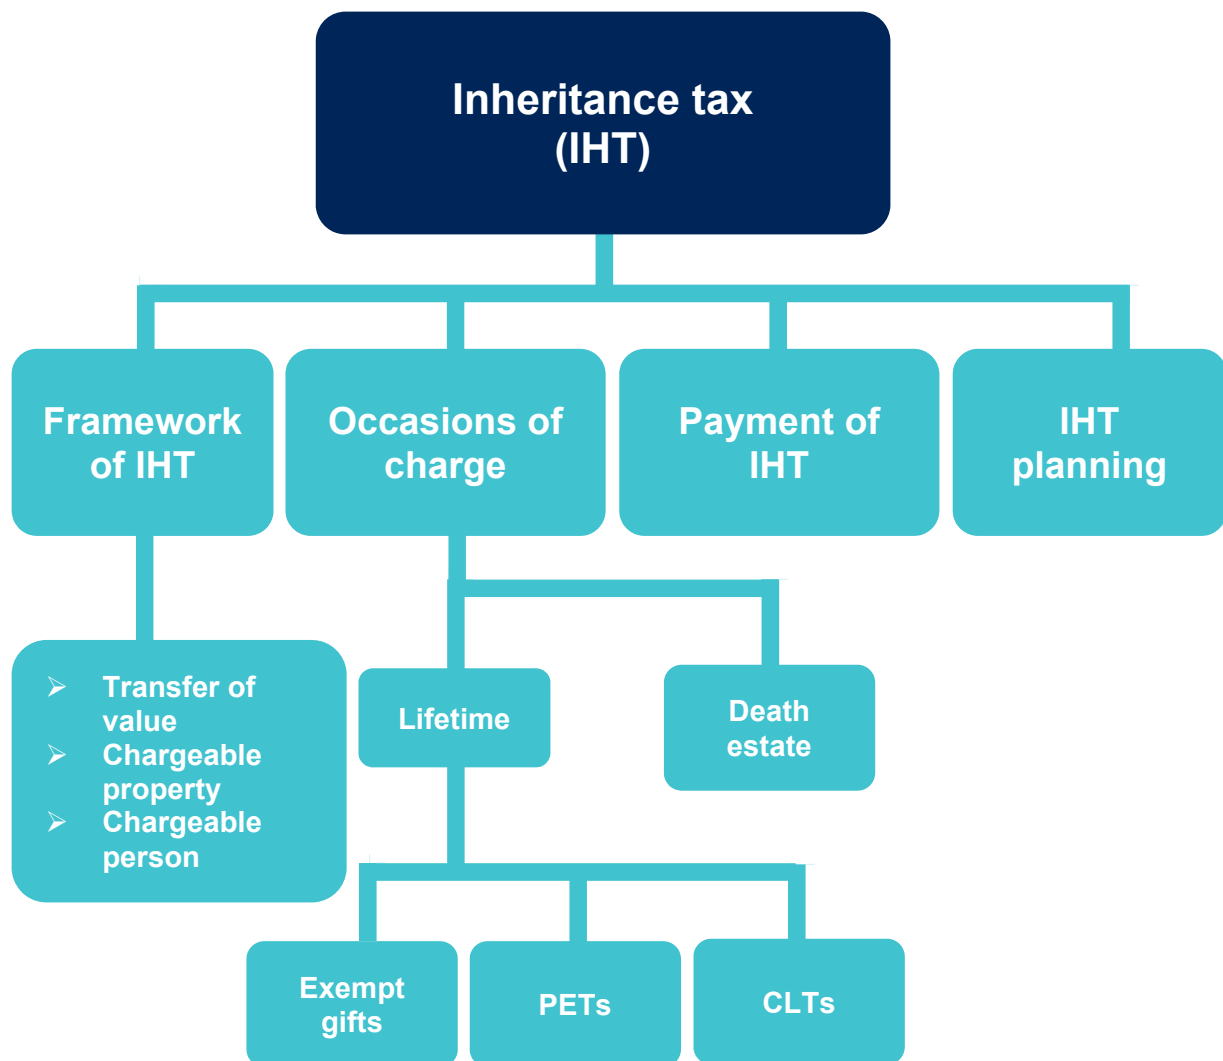 Inheritance tax
(IHT)
Framework
of IHT
Occasions of
charge
Payment of
IHT
IHT
planning
➢ Transfer of
value
➢ Chargeable
property
➢ Chargeable
person
Lifetime
Death
estate
Exempt
gifts
PETs
CLTs